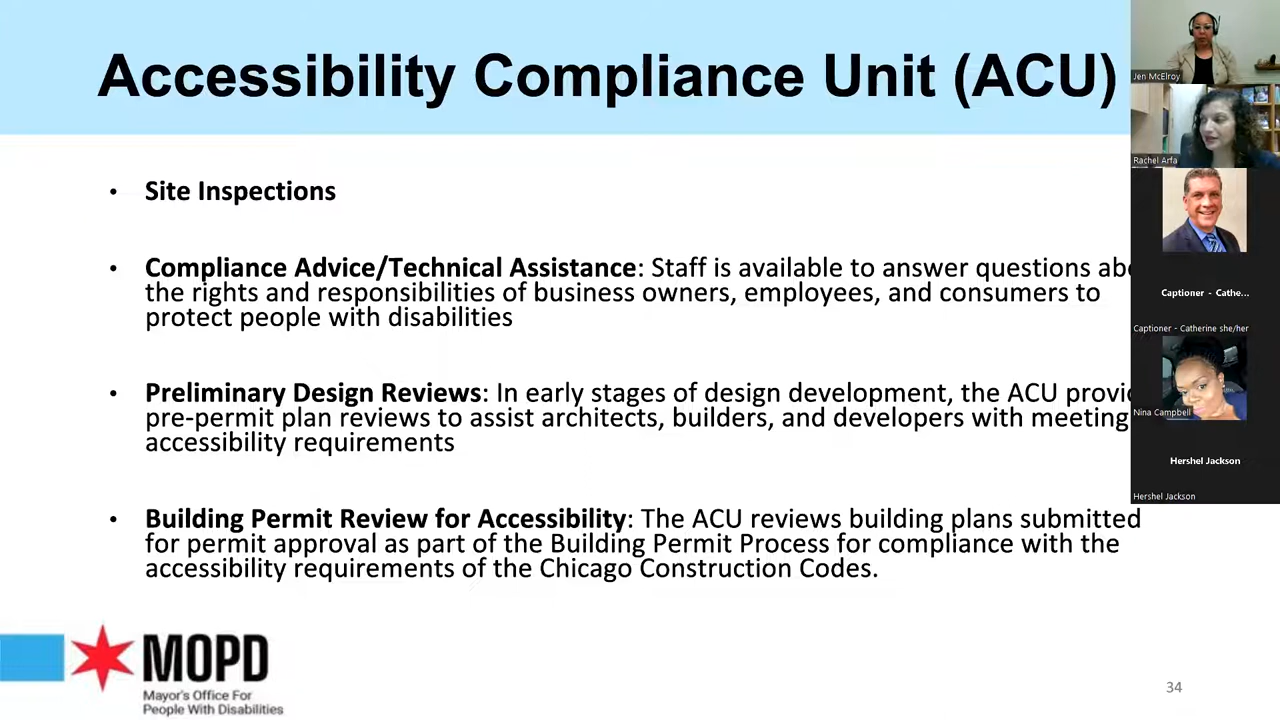 Accessibility Compliance Unit (ACU)
• Site Inspections
• Compliance Advice/Technical Assistance: Staff is available to answer questions
the rights and responsibilities of business owners, employees, and consumers to
protect people with disabilities
• Preliminary Design Reviews: In early stages of design development, the ACU
pre-permit plan reviews to assist architects, builders, and developers with meeting
accessibility requirements
• Building Permit Review for Accessibility: The ACU reviews building plans submitted
for permit approval as part of the Building Permit Process for compliance with the
accessibility requirements of the Chicago Construction Codes.
MOPD
Mayor's Office For
People With Disabilities
34
Jen McElroy
Rachel Arfa
Captioner - Cathe...
Captioner - Catherine she/her
Nina Campbell
Hershel Jackson
Hershel Jackson